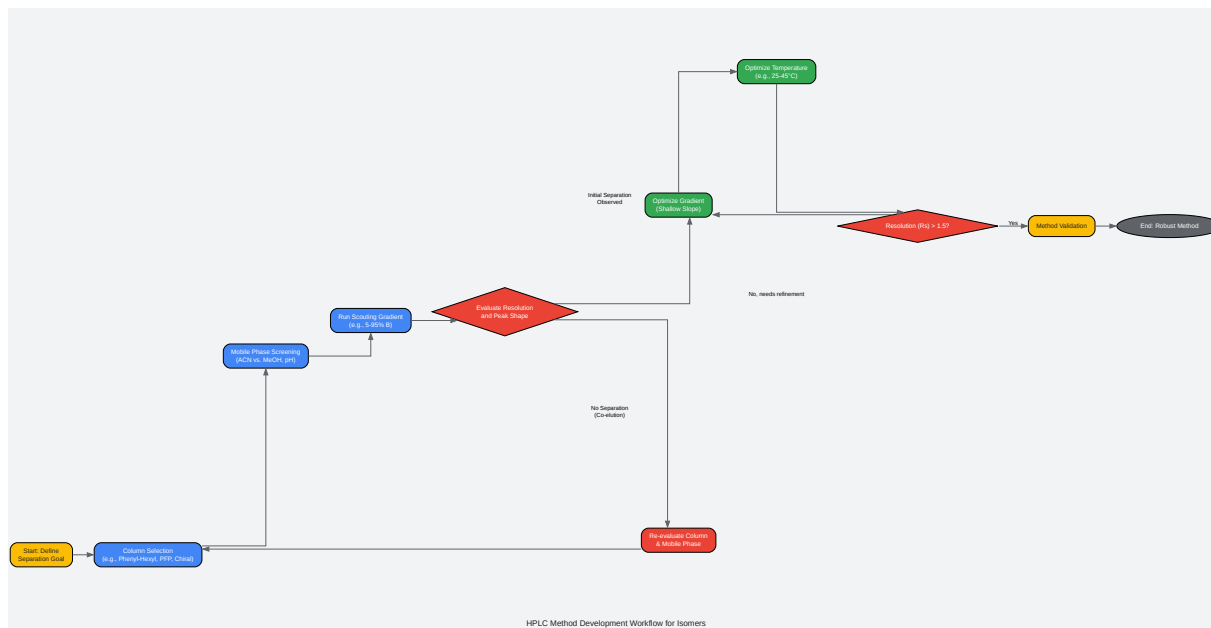 Optimize Temperature
(e.g., 25-45°C)
Initial Separation
Observed
Optimize Gradient
(Shallow Slope)
Resolution (Rs) > 1.5?
Yes
Method Validation
End: Robust Method
No, needs refinement
Evaluate Resolution
and Peak Shape
Run Scouting Gradient
(e.g., 5-95% B)
Mobile Phase Screening
(ACN vs. MeOH, pH)
No Separation
(Co-elution)
Re-evaluate Column
& Mobile Phase
Start: Define
Separation Goal
Column Selection
(e.g., Phenyl-Hexyl, PFP, Chiral)
HPLC Method Development Workflow for Isomers